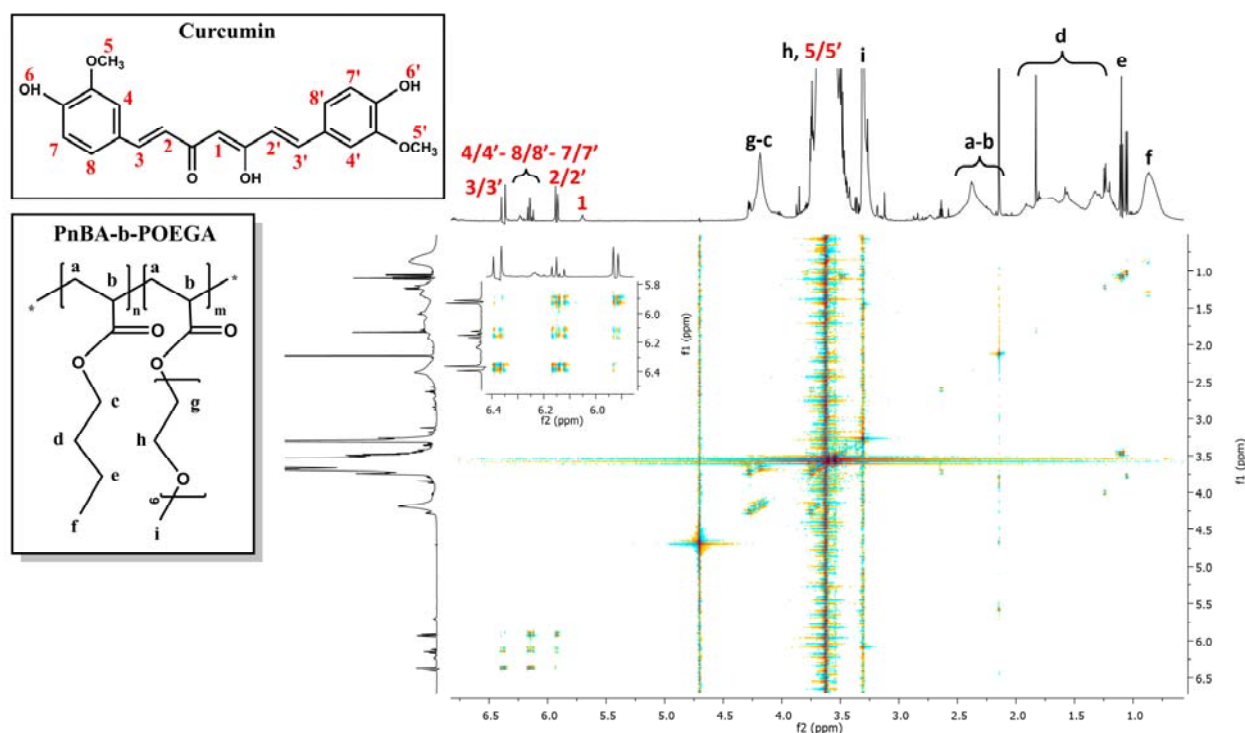 Curcumin
5
OCH3
6
OH
4
7
8
3
2
O
1
OH
2'
3'
8'
7'
6'
OH
5'
OCH3
4'
PnBA-b-POEGA
a
b
a
b
*
*
n
m
O
O
O
O
c
g
d
h
e
O
6
f
i
h, 5/5’
i
d
e
g-c
a-b
f
4/4’- 8/8’- 7/7’
3/3’
2/2’
1
5.8
6.0
6.2
6.4
f1 (ppm)
6.4
6.2
6.0
f2 (ppm)
1.0
1.5
2.0
2.5
3.0
3.5
4.0
4.5
5.0
5.5
6.0
6.5
f1 (ppm)
6.5
6.0
5.5
5.0
4.5
4.0
3.5
3.0
2.5
2.0
1.5
1.0
f2 (ppm)